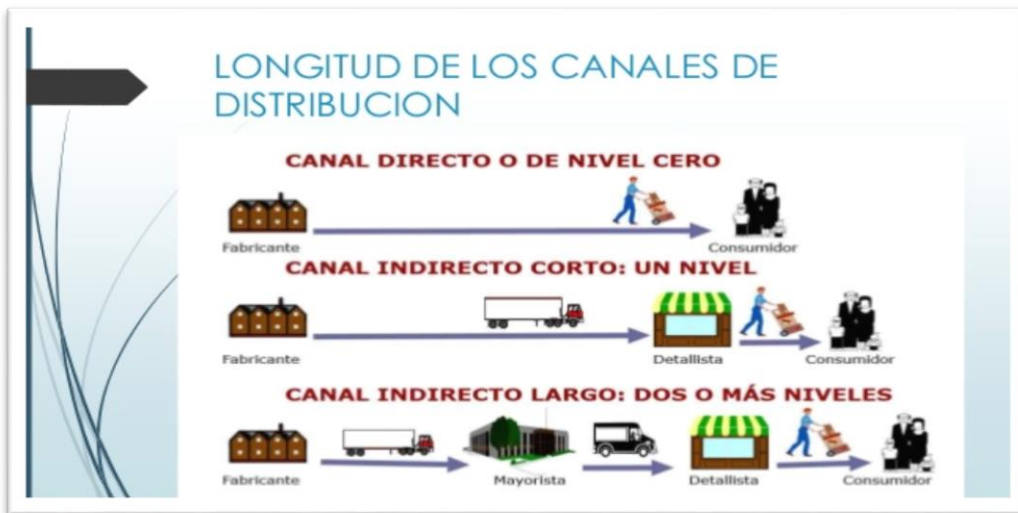 LONGITUD DE LOS CANALES DE
DISTRIBUCION
CANAL DIRECTO O DE NIVEL CERO
Fabricante
Consumidor
CANAL INDIRECTO CORTO: UN NIVEL
Fabricante
Detallista
Consumidor
CANAL INDIRECTO LARGO: DOS O MÁS NIVELES
Fabricante
Mayorista
Detallista
Consumidor